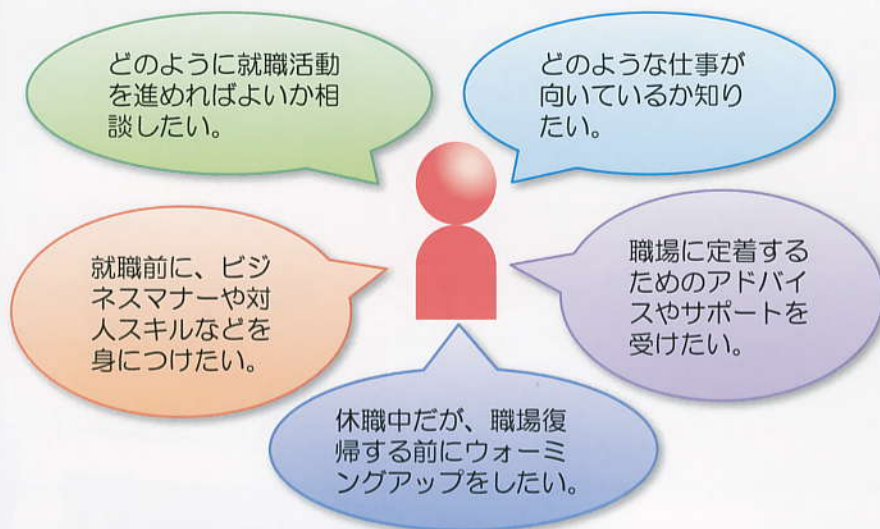 どのように就職活動
を進めればよいか相
談したい。
どのような仕事が
向いているか知り
たい。
就職前に、ビジ
ネスマナーや対
人スキルなどを
身につけたい。
職場に定着する
ためのアドバイ
スやサポートを
受けたい。
休職中だが、職場復
帰する前にウォーミ
ングアップをしたい。